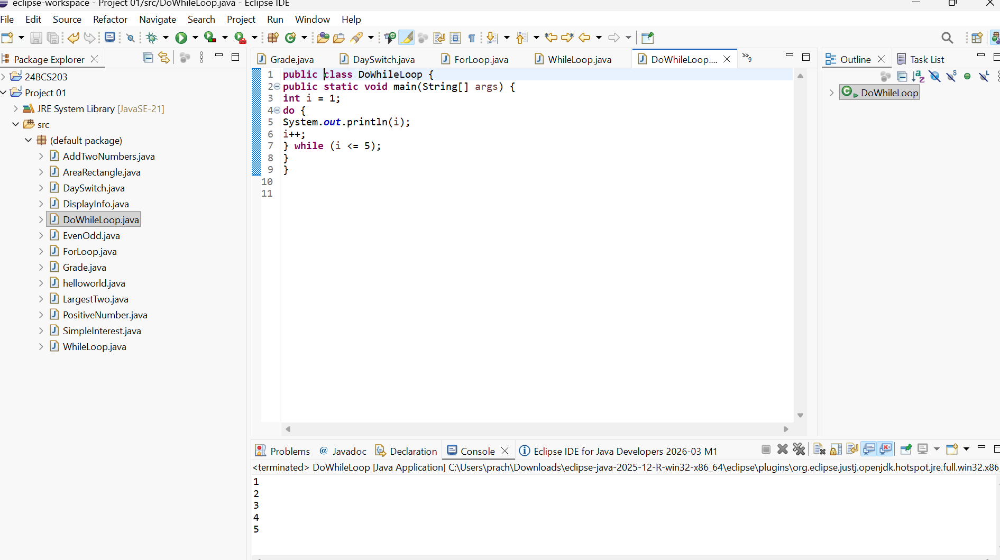 eclipse-workspace - Project 01/src/DoWhileLoop.java - Eclipse IDE
File Edit Source Refactor Navigate Search Project Run Window Help
Package Explorer
24BCS203
Project 01
JRE System Library [JavaSE-21]
src
(default package)
AddTwoNumbers.java
AreaRectangle.java
DaySwitch.java
DisplayInfo.java
DoWhileLoop.java
EvenOdd.java
ForLoop.java
Grade.java
helloworld.java
LargestTwo.java
PositiveNumber.java
SimpleInterest.java
WhileLoop.java
Grade.java DaySwitch.java ForLoop.java WhileLoop.java DoWhileLoop.... »9
1 public class DoWhileLoop {
2 public static void main(String[] args) {
3 int i = 1;
4 do {
5 System.out.println(i);
6 i++;
7 } while (i <= 5);
8 }
9 }
10
11
Outline Task List
DoWhileLoop
Problems @ Javadoc Declaration Console Eclipse IDE for Java Developers 2026-03 M1
<terminated> DoWhileLoop [Java Application] C:\Users\prach\Downloads\eclipse-java-2025-12-R-win32-x86_64\eclipse\plugins\org.eclipse.justj.openjdk.hotspot.jre.full.win32.x86_
1
2
3
4
5